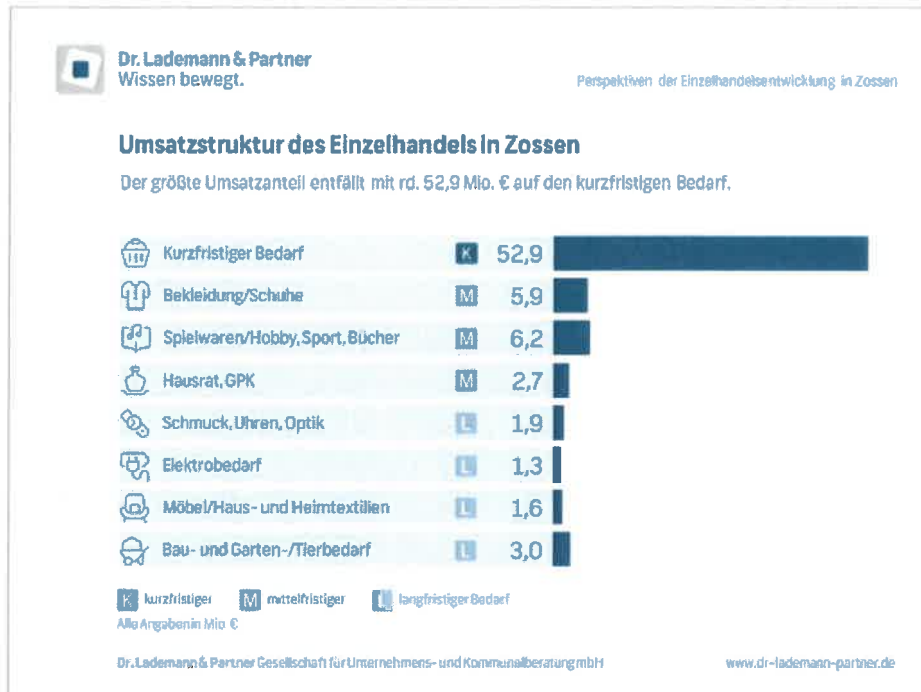 Dr. Lademann & Partner
Wissen bewegt.
Perspektiven der Einzelhandelsentwicklung in Zossen
Umsatzstruktur des Einzelhandels in Zossen
Der größte Umsatzanteil entfällt mit rd. 52,9 Mio. € auf den kurzfristigen Bedarf.
Kurzfristiger Bedarf K 52,9
Bekleidung/Schuhe M 5,9
Spielwaren/Hobby, Sport, Bücher M 6,2
Hausrat, GPK M 2,7
Schmuck, Uhren, Optik L 1,9
Elektrobedarf L 1,3
Möbel/Haus- und Heimtextilien L 1,6
Bau- und Garten-/Tierbedarf L 3,0
K kurzfristiger M mittelfristiger L langfristiger Bedarf
Alle Angaben in Mio €
Dr. Lademann & Partner Gesellschaft für Unternehmens- und Kommunalberatung mbH www.dr-lademann-partner.de